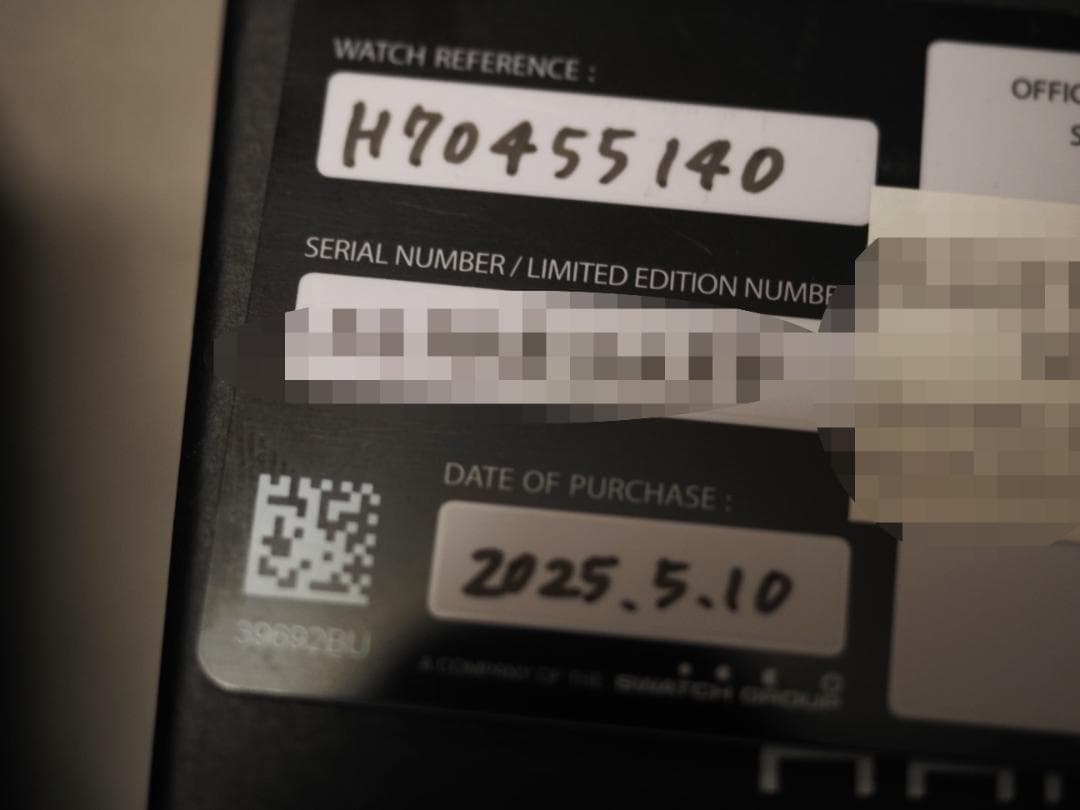 WATCH REFERENCE :
H70455140
OFFIC
S
SERIAL NUMBER / LIMITED EDITION NUMBE
DATE OF PURCHASE :
2025.5.10
39692BU
A COMPANY OF THE SWATCH GROUP